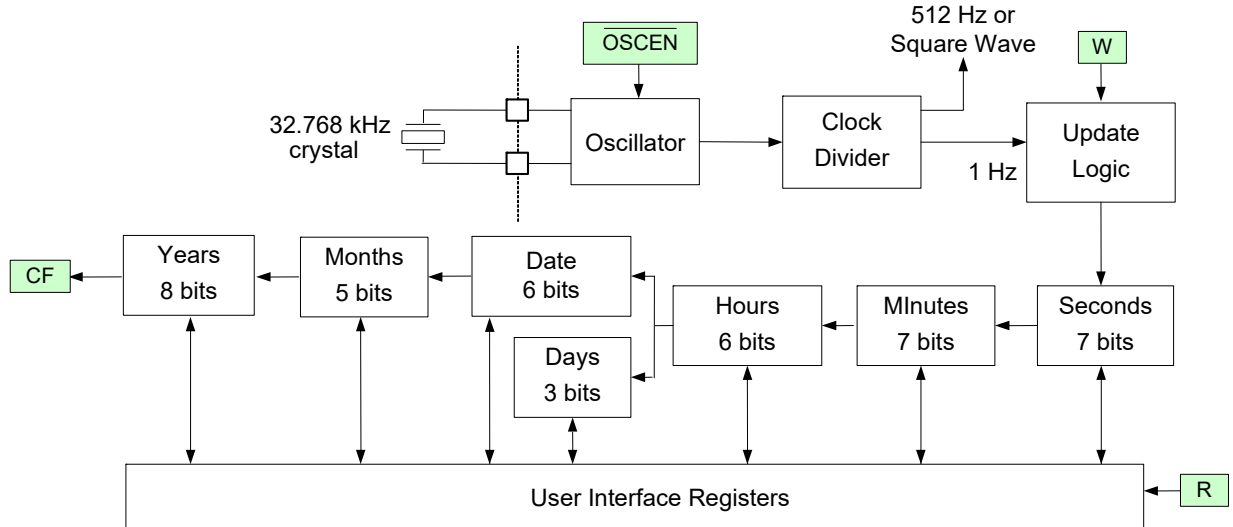 512 Hz or
Square Wave
OSCEN
W
32.768 kHz
crystal
Oscillator
Clock
Divider
1 Hz
Update
Logic
CF
Years
8 bits
Months
5 bits
Date
6 bits
Days
3 bits
Hours
6 bits
MInutes
7 bits
Seconds
7 bits
User Interface Registers
R